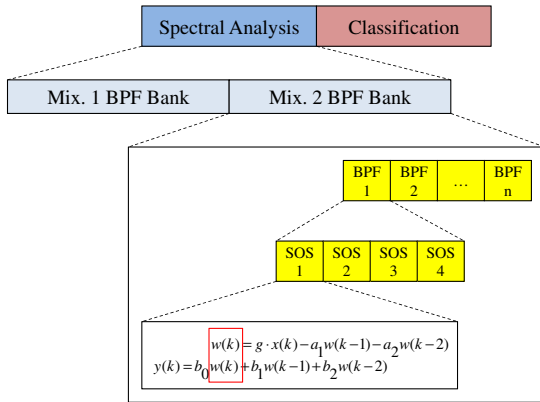 Spectral Analysis Classification
Mix. 1 BPF Bank Mix. 2 BPF Bank
BPF 1 BPF 2 ... BPF n
SOS 1 SOS 2 SOS 3 SOS 4
w(k)=g·x(k)−a₁w(k−1)−a₂w(k−2)
y(k)=b₀w(k)+b₁w(k−1)+b₂w(k−2)